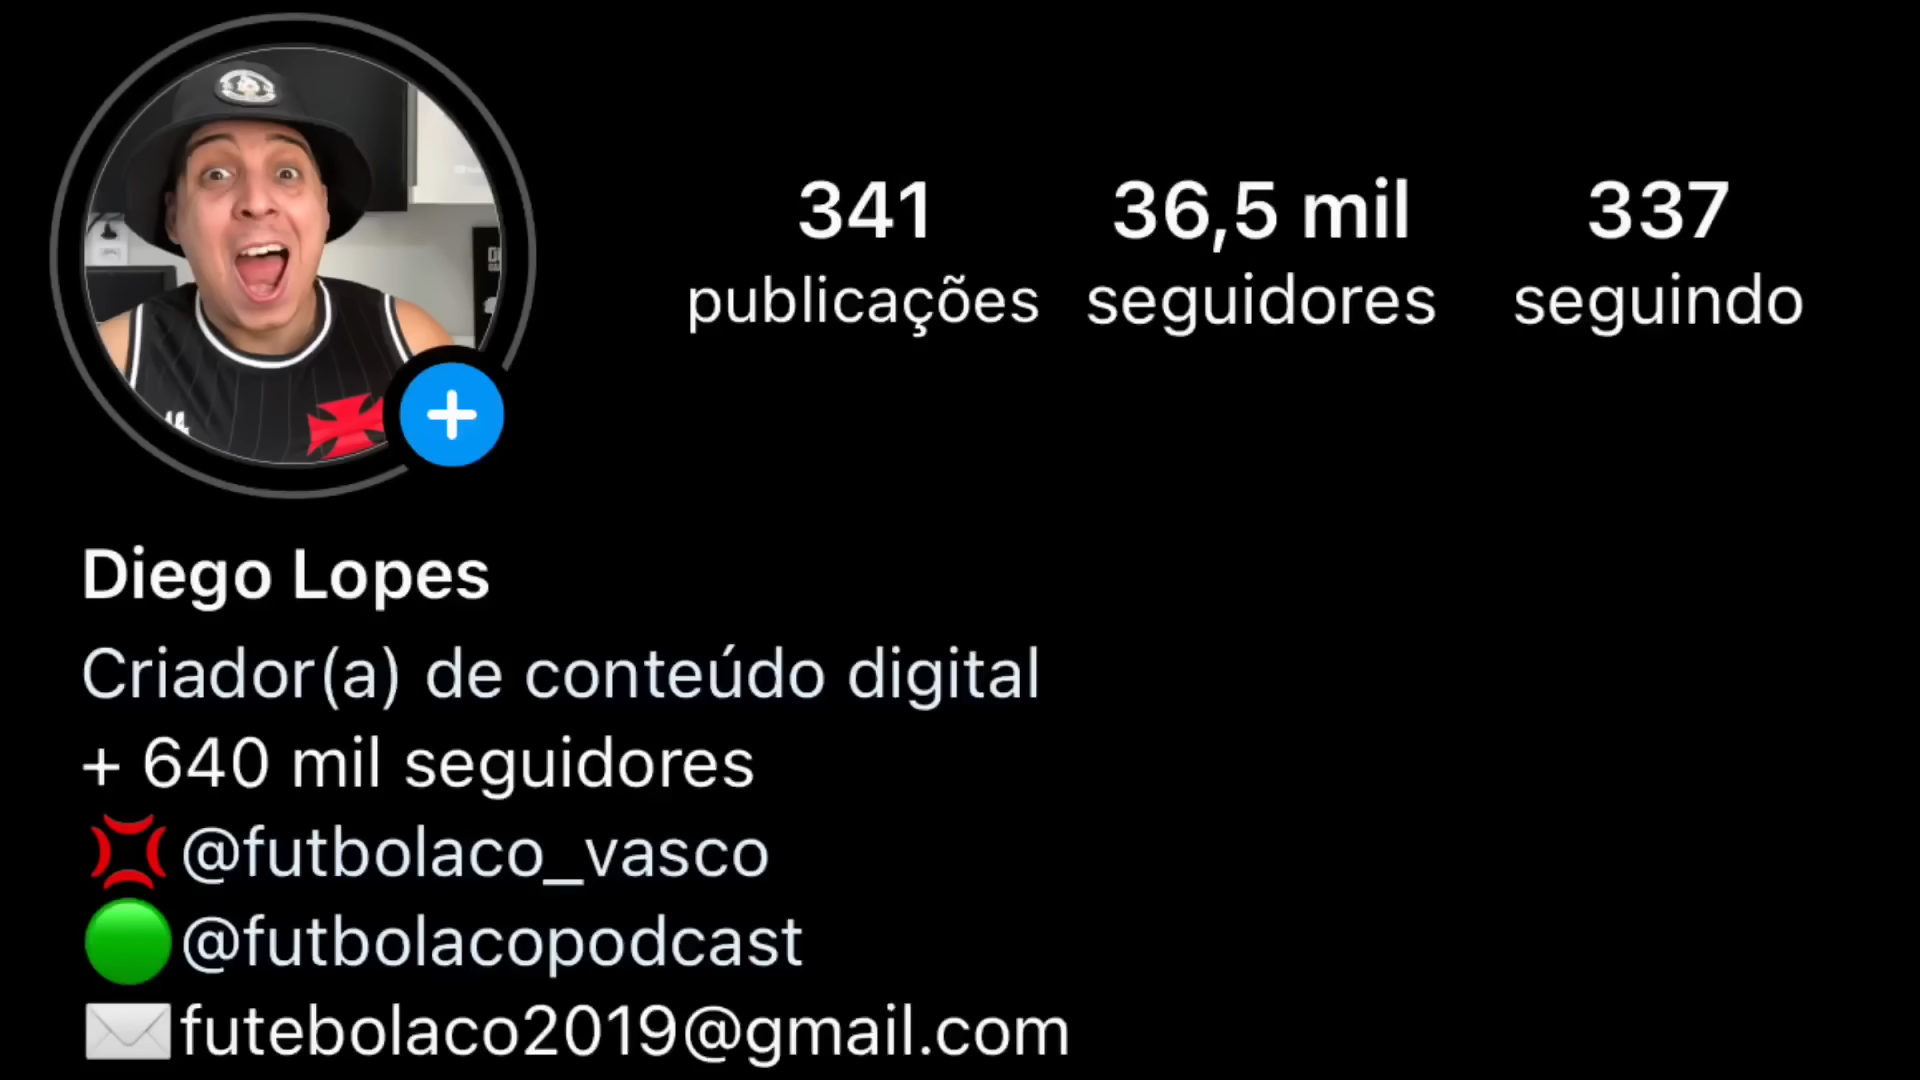 341 36,5 mil 337
publicações seguidores seguindo
Diego Lopes
Criador(a) de conteúdo digital
+ 640 mil seguidores
@futbolaco_vasco
@futbolacopodcast
futebolaco2019@gmail.com